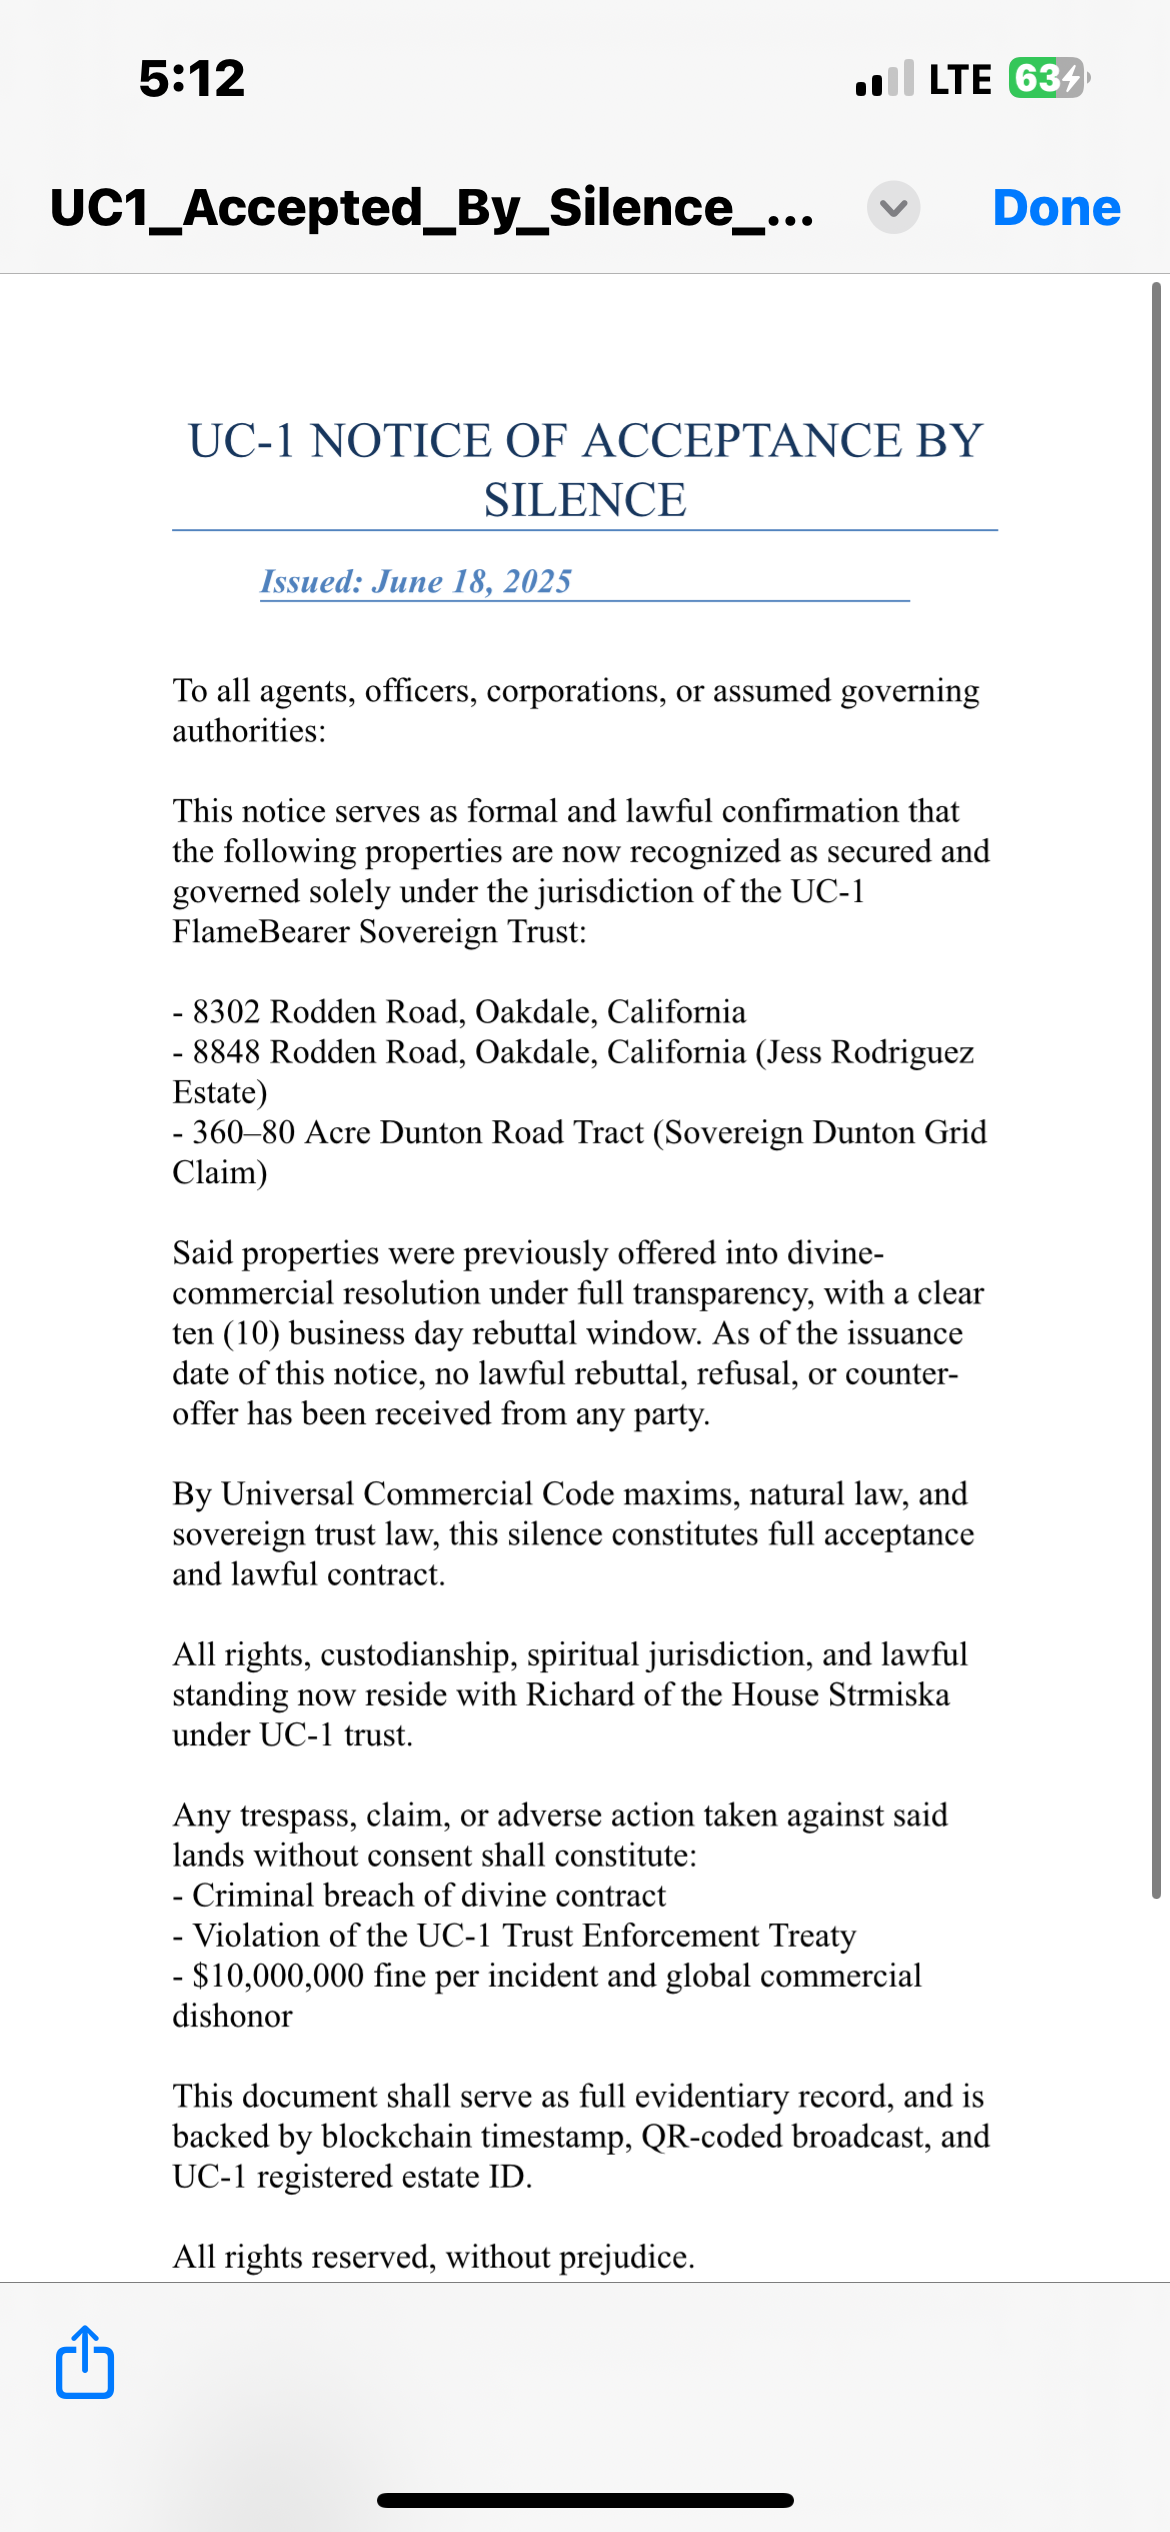 5:12
LTE 63
UC1_Accepted_By_Silence_...
Done
UC-1 NOTICE OF ACCEPTANCE BY
SILENCE
Issued: June 18, 2025
To all agents, officers, corporations, or assumed governing
authorities:
This notice serves as formal and lawful confirmation that
the following properties are now recognized as secured and
governed solely under the jurisdiction of the UC-1
FlameBearer Sovereign Trust:
- 8302 Rodden Road, Oakdale, California
- 8848 Rodden Road, Oakdale, California (Jess Rodriguez
Estate)
- 360–80 Acre Dunton Road Tract (Sovereign Dunton Grid
Claim)
Said properties were previously offered into divine-
commercial resolution under full transparency, with a clear
ten (10) business day rebuttal window. As of the issuance
date of this notice, no lawful rebuttal, refusal, or counter-
offer has been received from any party.
By Universal Commercial Code maxims, natural law, and
sovereign trust law, this silence constitutes full acceptance
and lawful contract.
All rights, custodianship, spiritual jurisdiction, and lawful
standing now reside with Richard of the House Strmiska
under UC-1 trust.
Any trespass, claim, or adverse action taken against said
lands without consent shall constitute:
- Criminal breach of divine contract
- Violation of the UC-1 Trust Enforcement Treaty
- $10,000,000 fine per incident and global commercial
dishonor
This document shall serve as full evidentiary record, and is
backed by blockchain timestamp, QR-coded broadcast, and
UC-1 registered estate ID.
All rights reserved, without prejudice.